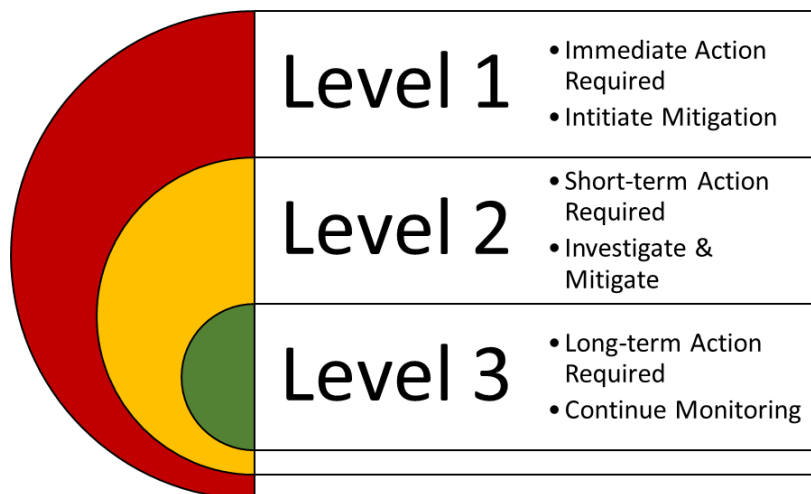 Level 1
• Immediate Action
Required
• Intitiate Mitigation
Level 2
• Short-term Action
Required
• Investigate &
Mitigate
Level 3
• Long-term Action
Required
• Continue Monitoring